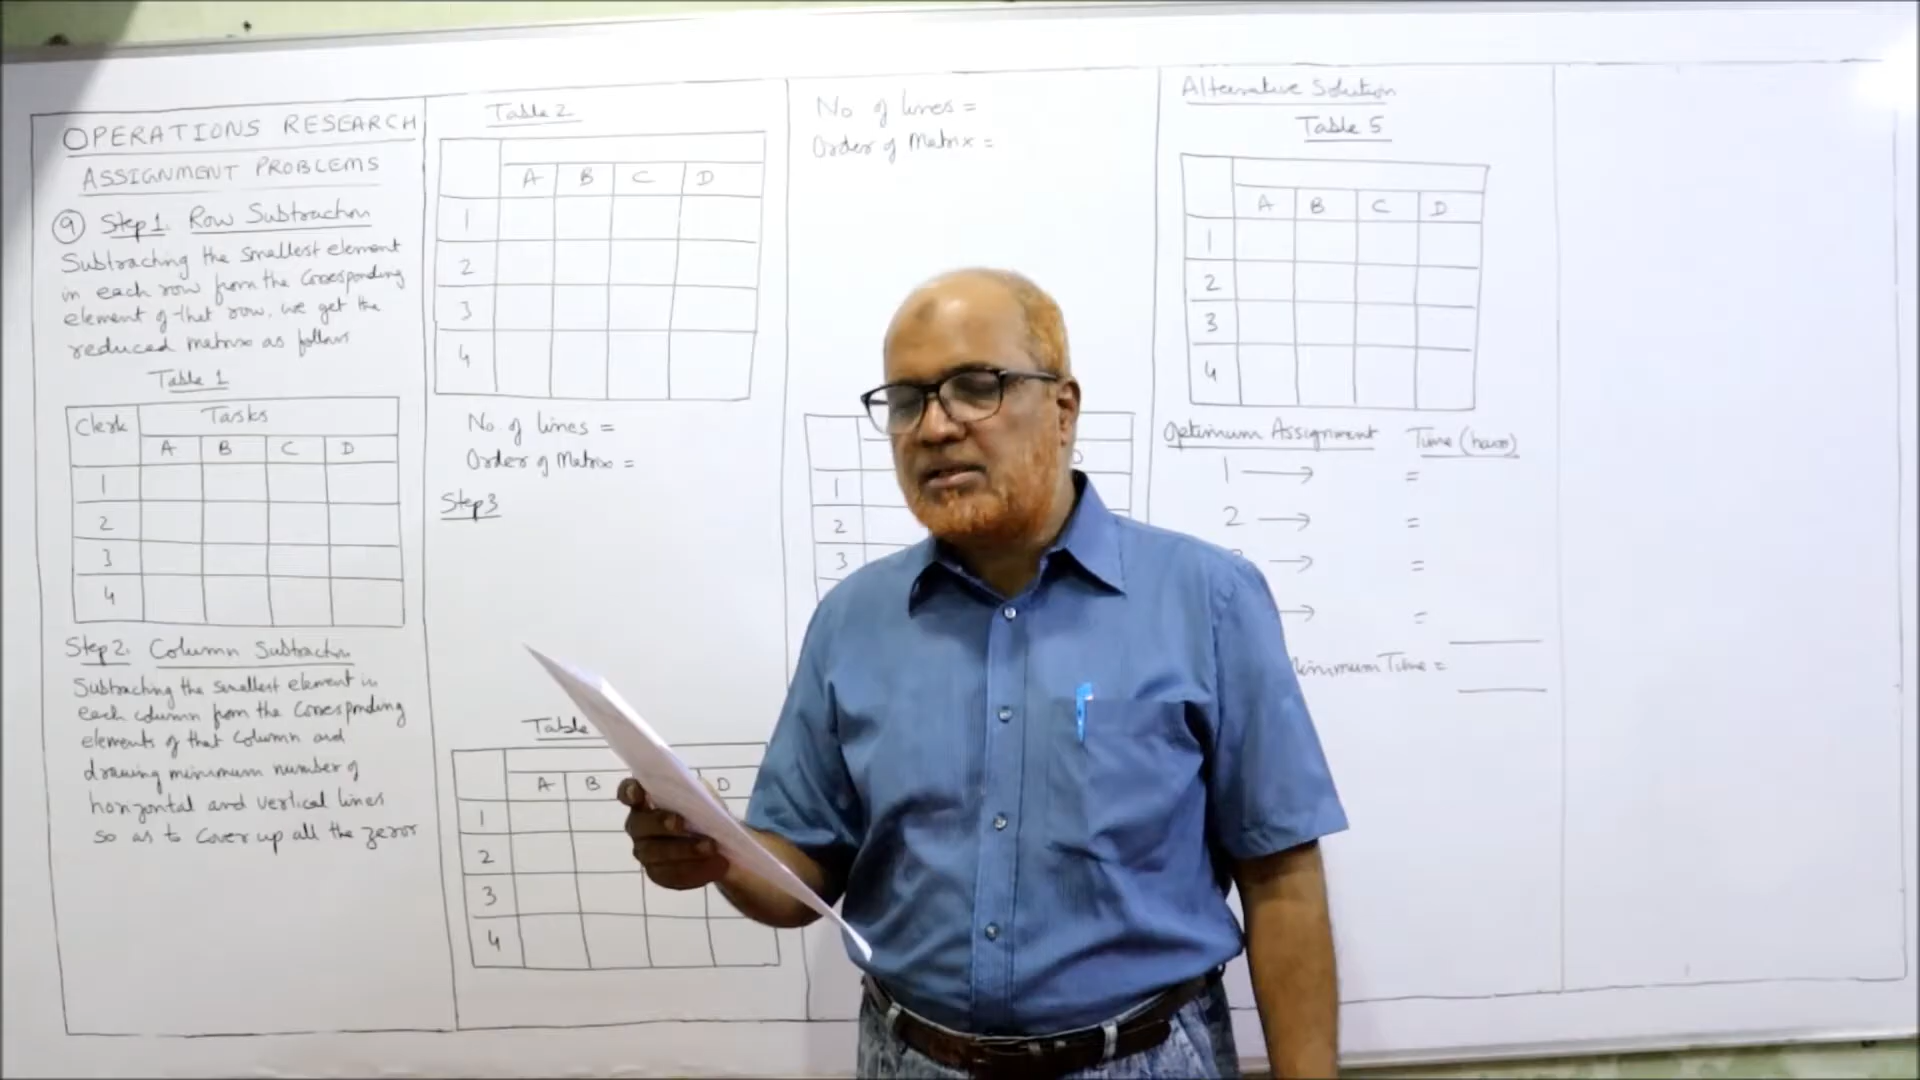 OPERATIONS RESEARCH
ASSIGNMENT PROBLEMS
9 Step 1. Row Subtraction
Subtracting the smallest element
in each row from the corresponding
element of that row, we get the
reduced matrix as follows
Table 1
Clerk Tasks
A B C D
1
2
3
4
Step 2. Column Subtraction
Subtracting the smallest element in
each column from the corresponding
elements of that column and
drawing minimum number of
horizontal and vertical lines
so as to cover up all the zeros
Table 2
A B C D
1
2
3
4
No. of lines =
Order of Matrix =
Step 3
Table
A B D
1
2
3
4
No of lines =
Order of Matrix =
D
1
2
3
Alternative Solution
Table 5
A B C D
1
2
3
4
Optimum Assignment Time (hours)
1 → =
2 → =
→ =
→ =
Minimum Time =